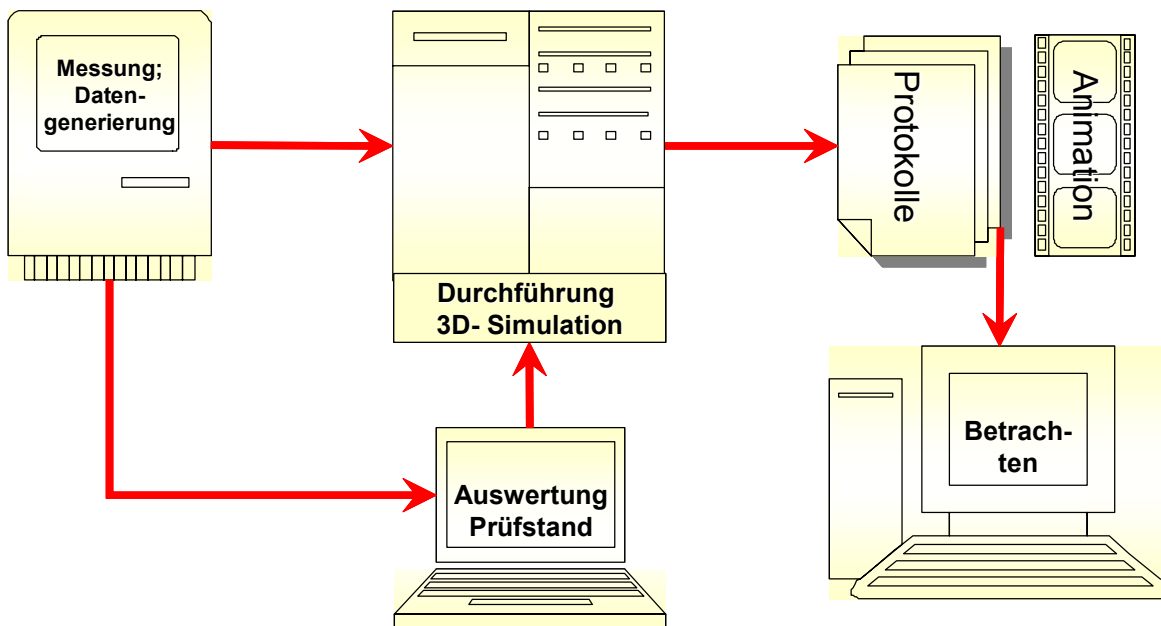 Messung;
Daten-
generierung
Durchführung
3D- Simulation
Protokolle
Animation
Auswertung
Prüfstand
Betrach-
ten